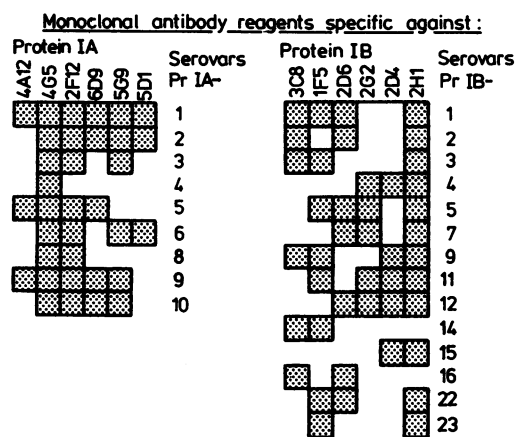 Monoclonal antibody reagents specific against:
Protein IA
4A12 4G5 2F12 6D9 5G9 5D1
Serovars
Pr IA-
1
2
3
4
5
6
8
9
10
Protein IB
3C8 1F5 2D6 2G2 2D4 2H1
Serovars
Pr IB-
1
2
3
4
5
7
9
11
12
14
15
16
22
23